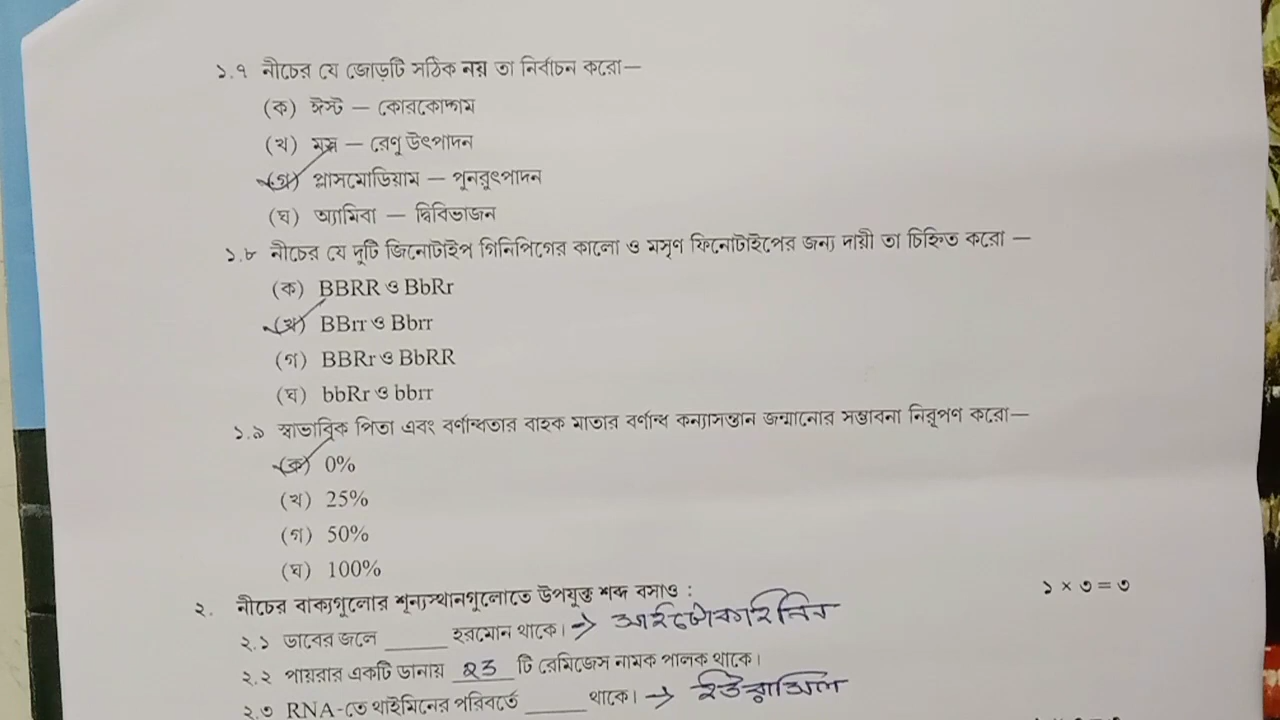 ১.৭ নীচের যে জোড়টি সঠিক নয় তা নির্বাচন করো—
(ক) ঈস্ট — কোরকোদ্গম
(খ) মস — রেণু উৎপাদন
(গ) প্লাসমোডিয়াম — পুনরুৎপাদন
(ঘ) অ্যামিবা — দ্বিবিভাজন
১.৮ নীচের যে দুটি জিনোটাইপ গিনিপিগের কালো ও মসৃণ ফিনোটাইপের জন্য দায়ী তা চিহ্নিত করো —
(ক) BBRR ও BbRr
(খ) BBrr ও Bbrr
(গ) BBRr ও BbRR
(ঘ) bbRr ও bbrr
১.৯ স্বাভাবিক পিতা এবং বর্ণান্ধতার বাহক মাতার বর্ণান্ধ কন্যাসন্তান জন্মানোর সম্ভাবনা নিরূপণ করো—
(ক) 0%
(খ) 25%
(গ) 50%
(ঘ) 100%
২. নীচের বাক্যগুলোর শূন্যস্থানগুলোতে উপযুক্ত শব্দ বসাও : ১ × ৩ = ৩
২.১ ডাবের জলে ______ হরমোন থাকে। → সাইটোকাইনিন
২.২ পায়রার একটি ডানায় ২৩ টি রেমিজেস নামক পালক থাকে।
২.৩ RNA-তে থাইমিনের পরিবর্তে ______ থাকে। → ইউরাসিল